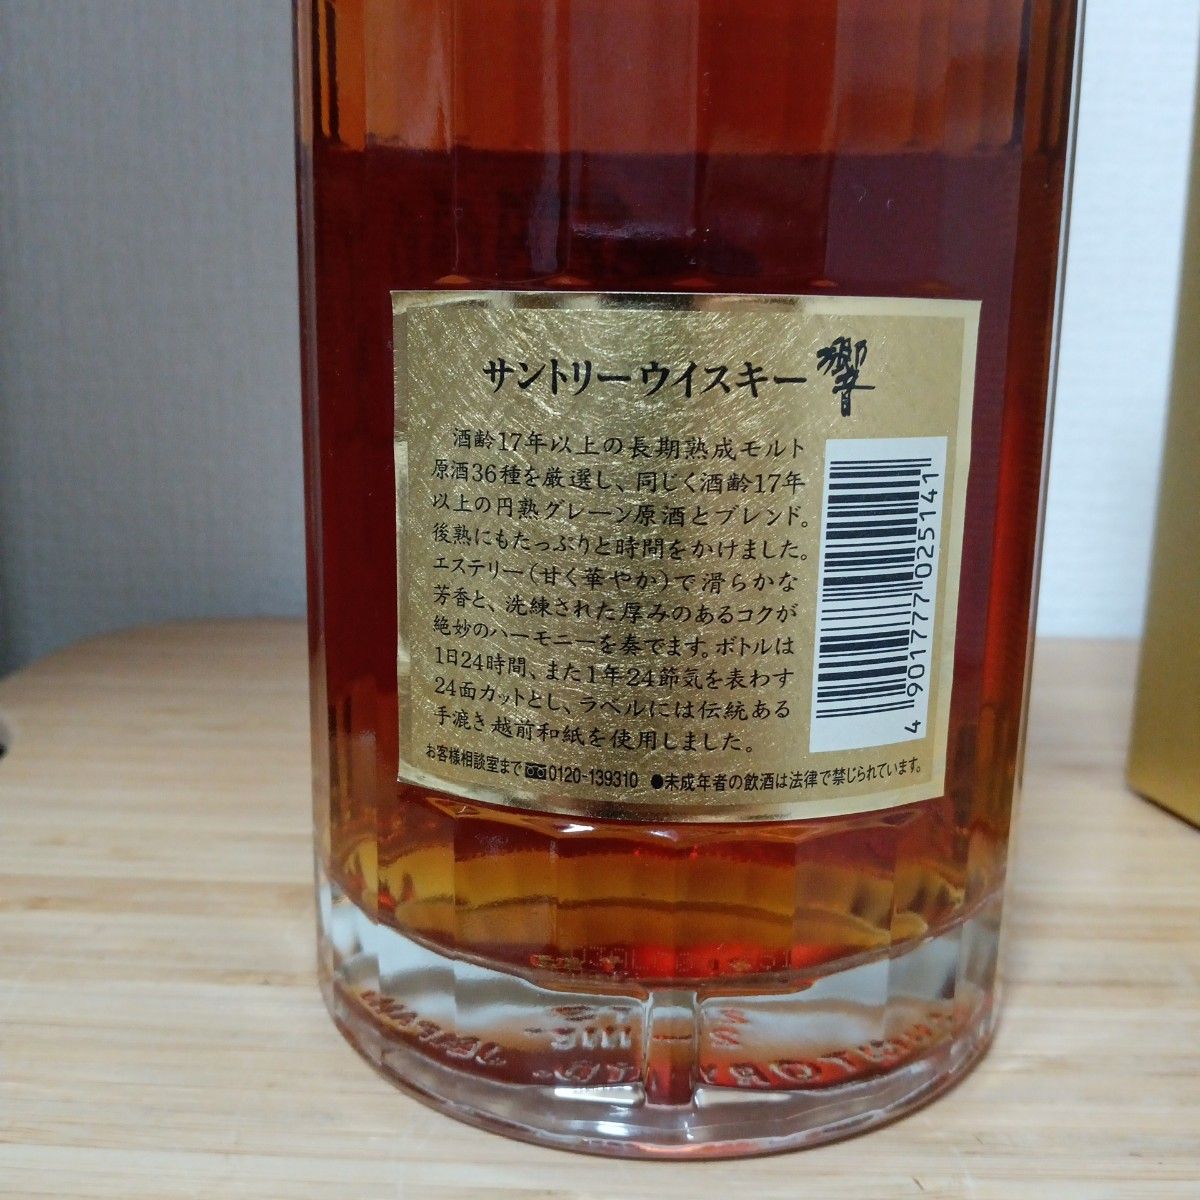 サントリーウイスキー 響
酒齢17年以上の長期熟成モルト
原酒36種を厳選し、同じく酒齢17年
以上の円熟グレーン原酒とブレンド。
後熟にもたっぷりと時間をかけました。
エステリー(甘く華やか)で滑らかな
芳香と、洗練された厚みのあるコクが
絶妙のハーモニーを奏でます。ボトルは
1日24時間、また1年24節気を表わす
24面カットとし、ラベルには伝統ある
手漉き越前和紙を使用しました。
お客様相談室まで 0120-139310 ●未成年者の飲酒は法律で禁じられています。
4 901777 025141